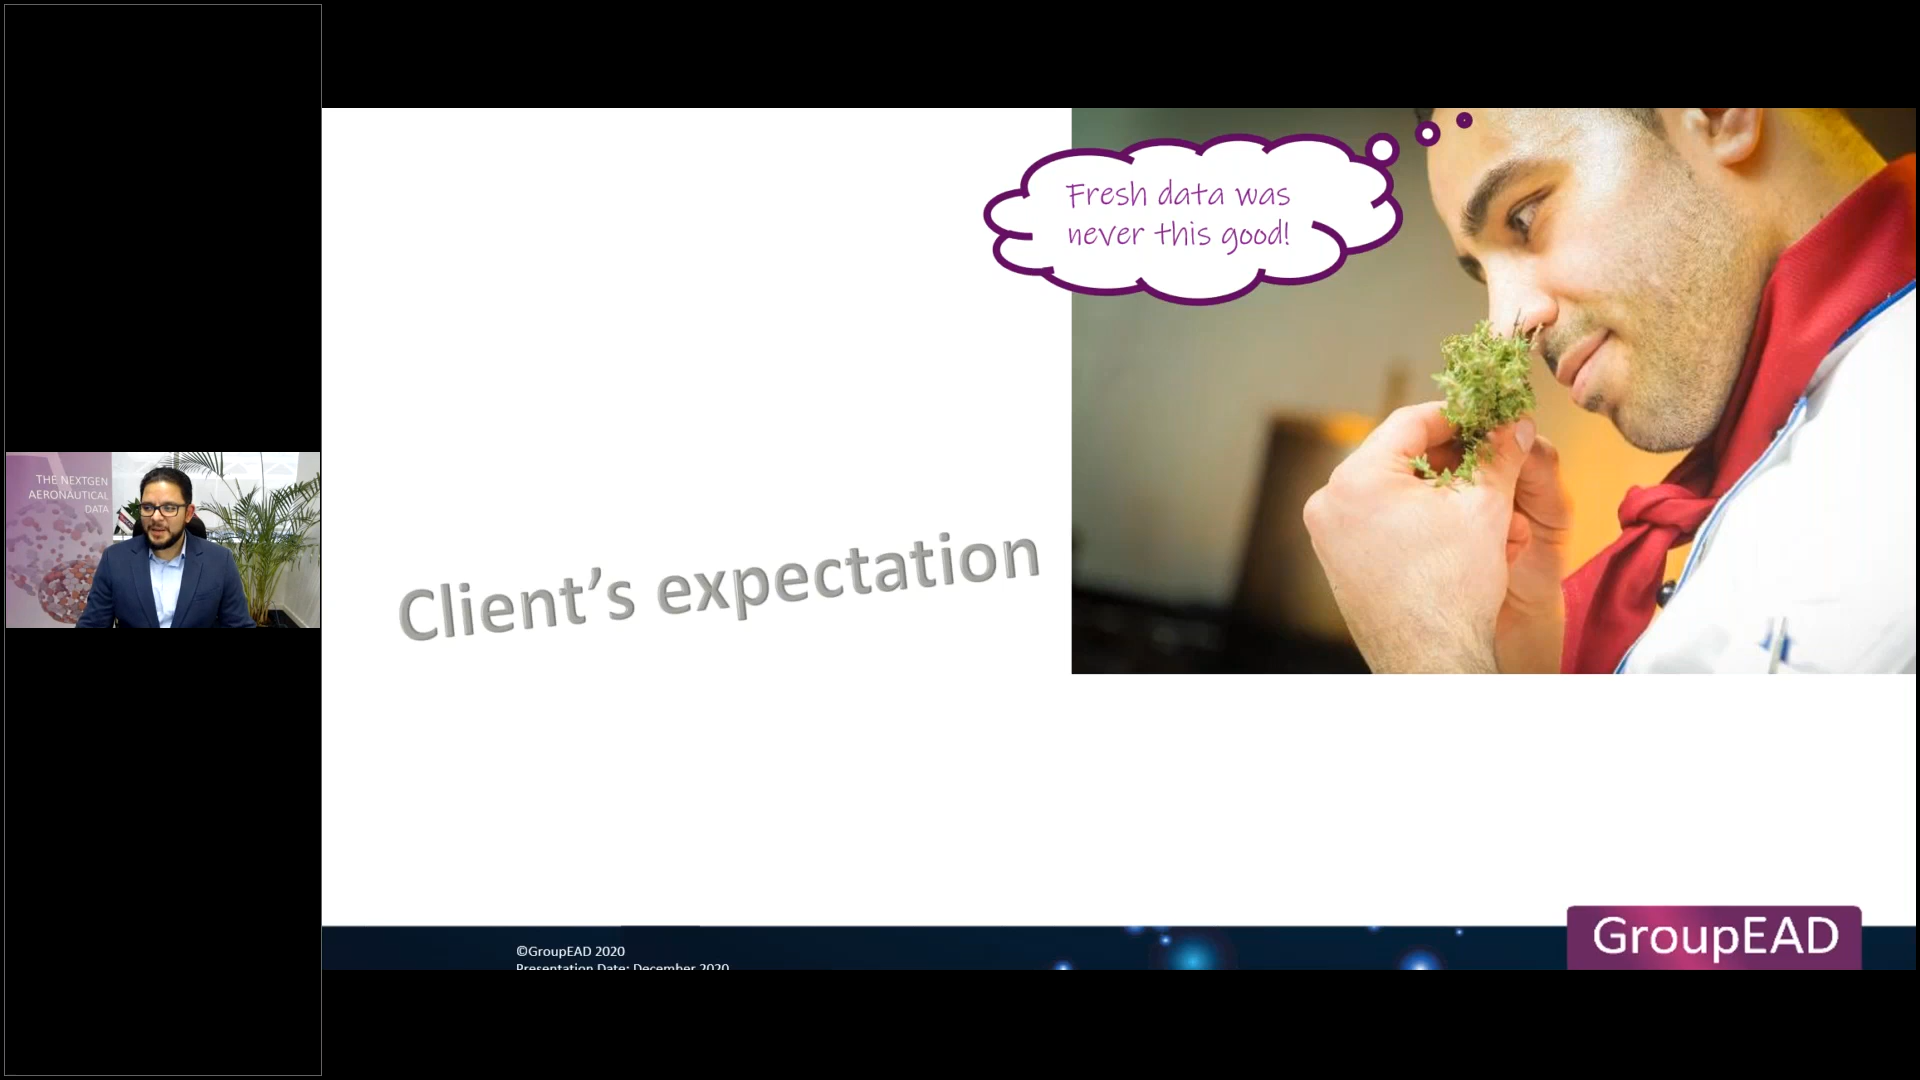 THE NEXTGEN
AERONAUTICAL
DATA
Fresh data was
never this good!
Client's expectation
©GroupEAD 2020
Presentation Date: December 2020
GroupEAD